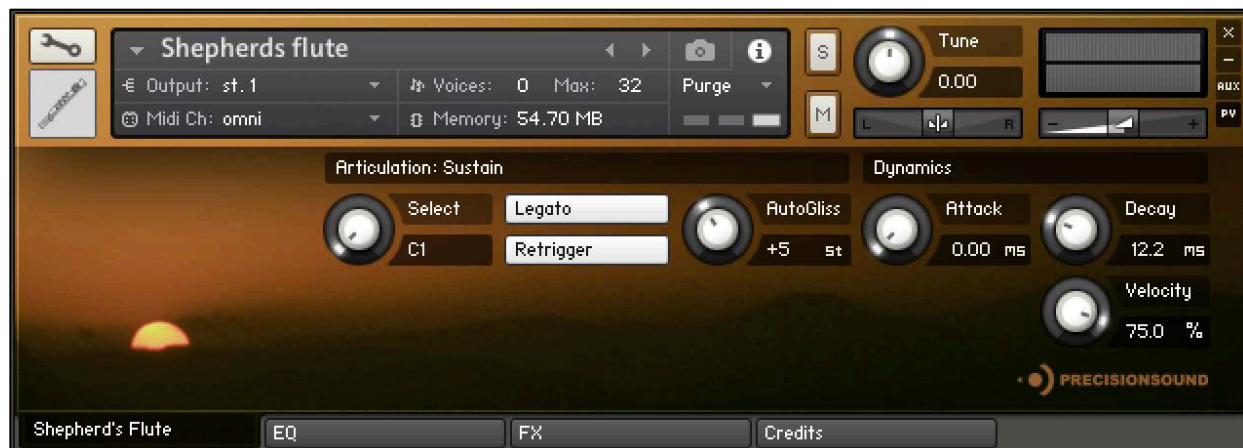 Shepherds flute
Output: st.1
Voices: 0 Max: 32
Purge
Midi Ch: omni
Memory: 54.70 MB
S
M
Tune
0.00
L R
- +
×
-
AUX
PV
Articulation: Sustain
Dynamics
Select
C1
Legato
Retrigger
AutoGliss
+5 st
Attack
0.00 ms
Decay
12.2 ms
Velocity
75.0 %
PRECISIONSOUND
Shepherd's Flute
EQ
FX
Credits